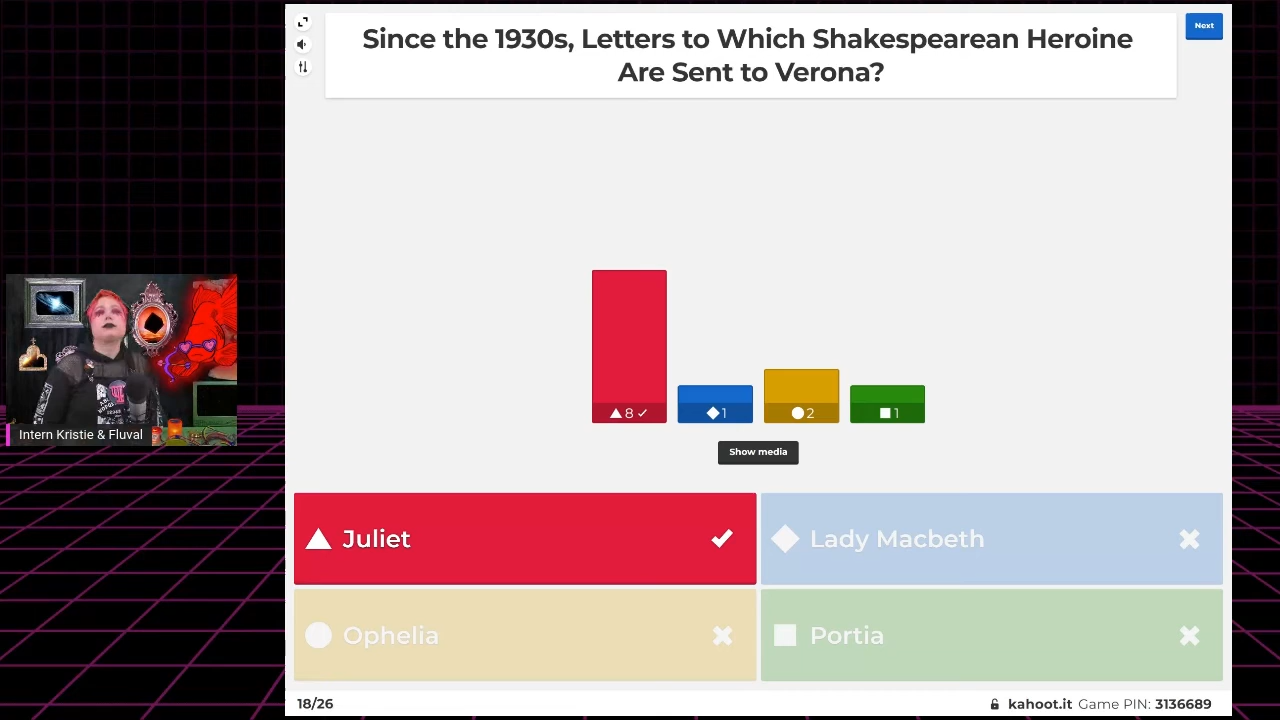 Since the 1930s, Letters to Which Shakespearean Heroine
Are Sent to Verona?
Next
8
1
2
1
Show media
Juliet
Lady Macbeth
Ophelia
Portia
Intern Kristie & Fluval
18/26
kahoot.it Game PIN: 3136689